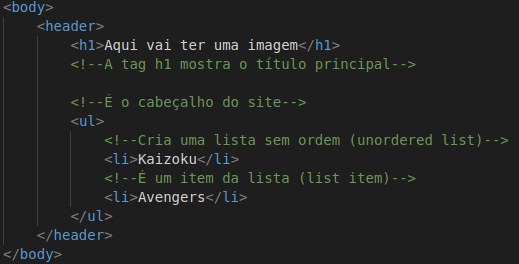 <body>
<header>
<h1>Aqui vai ter uma imagem</h1>
<!--A tag h1 mostra o título principal-->
<!--É o cabeçalho do site-->
<ul>
<!--Cria uma lista sem ordem (unordered list)-->
<li>Kaizoku</li>
<!--É um item da lista (list item)-->
<li>Avengers</li>
</ul>
</header>
</body>